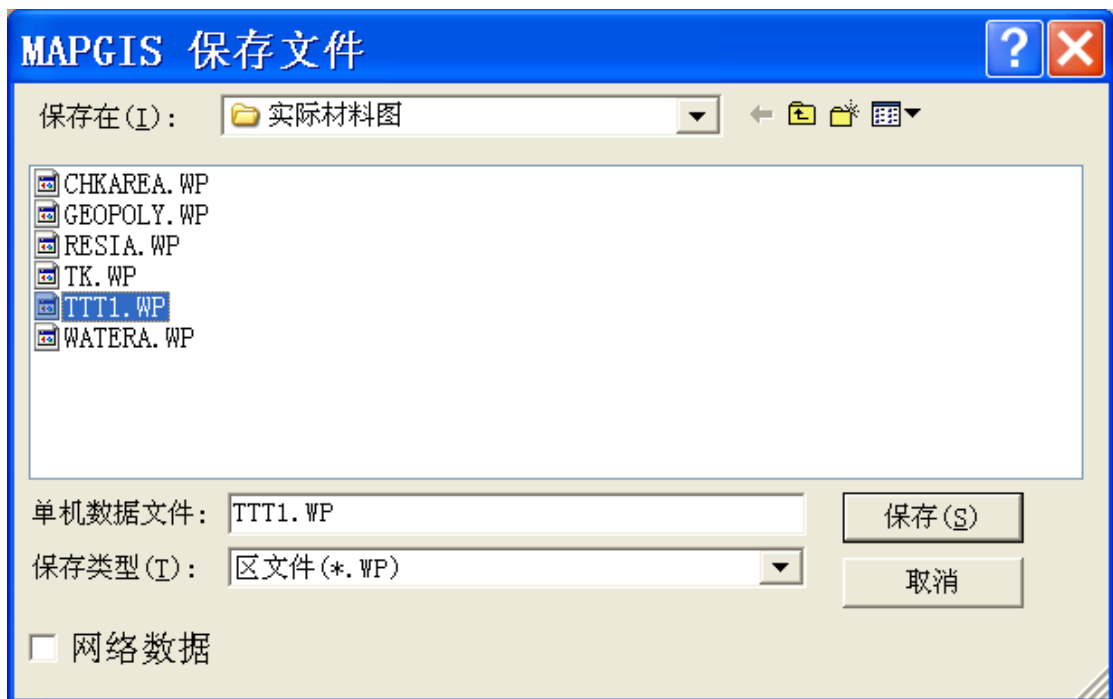 MAPGIS 保存文件
保存在(I): 实际材料图
CHKAREA.WP
GEOPOLY.WP
RESIA.WP
TK.WP
TTT1.WP
WATERA.WP
单机数据文件: TTT1.WP 保存(S)
保存类型(T): 区文件(*.WP) 取消
网络数据